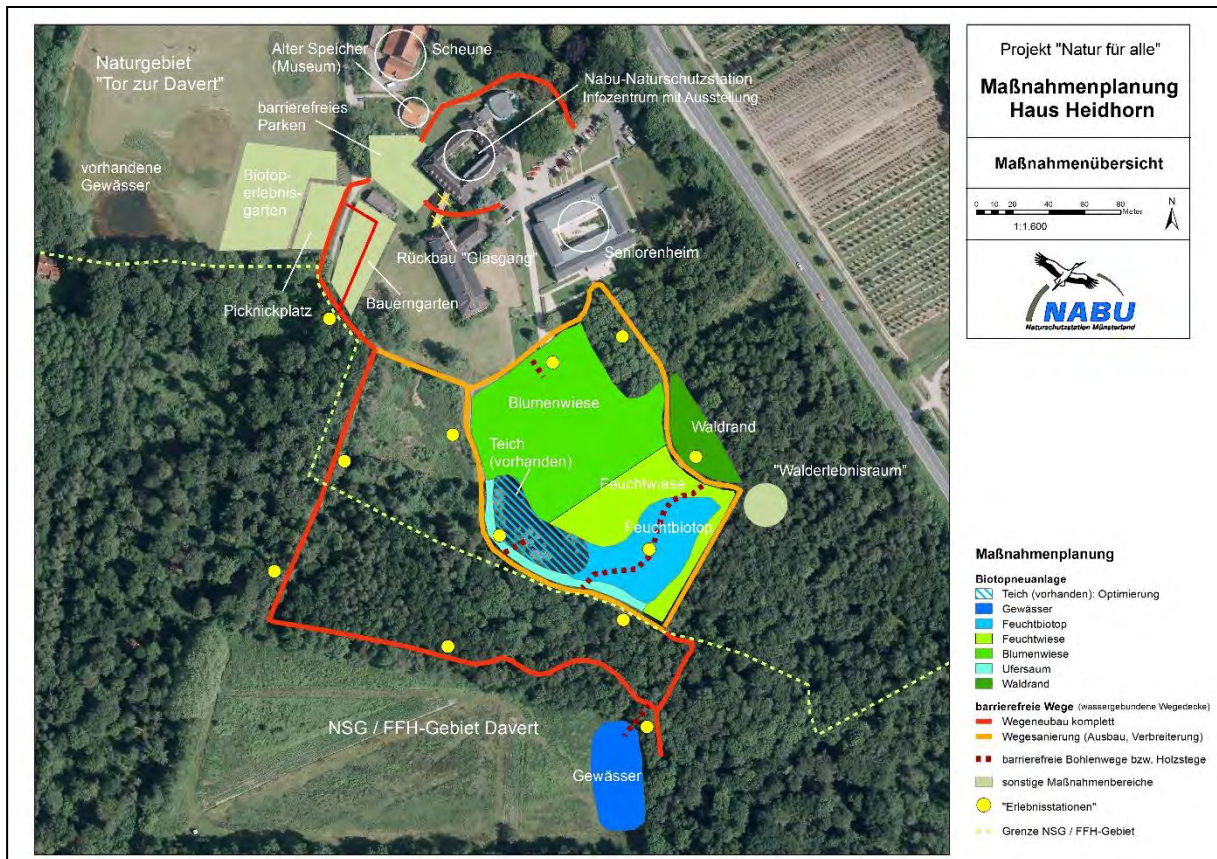 Naturgebiet
"Tor zur Davert"
Alter Speicher
(Museum)
Scheune
Nabu-Naturschutzstation
Infozentrum mit Ausstellung
barrierefreies
Parken
vorhandene
Gewässer
Biotop-
erlebnis-
garten
Rückbau "Glasgang"
Seniorenheim
Picknickplatz
Bauerngarten
Blumenwiese
Waldrand
Teich
(vorhanden)
"Walderlebnisraum"
Feuchtwiese
Feuchtbiotop
NSG / FFH-Gebiet Davert
Gewässer
Projekt "Natur für alle"
Maßnahmenplanung
Haus Heidhorn
Maßnahmenübersicht
0 10 20 40 60 80
Meter
N
1:1.600
NABU
Naturschutzstation Münsterland
Maßnahmenplanung
Biotopneuanlage
Teich (vorhanden): Optimierung
Gewässer
Feuchtbiotop
Feuchtwiese
Blumenwiese
Ufersaum
Waldrand
barrierefreie Wege (wassergebundene Wegedecke)
Wegeneubau komplett
Wegesanierung (Ausbau, Verbreiterung)
barrierefreie Bohlenwege bzw. Holzstege
sonstige Maßnahmenbereiche
"Erlebnisstationen"
Grenze NSG / FFH-Gebiet